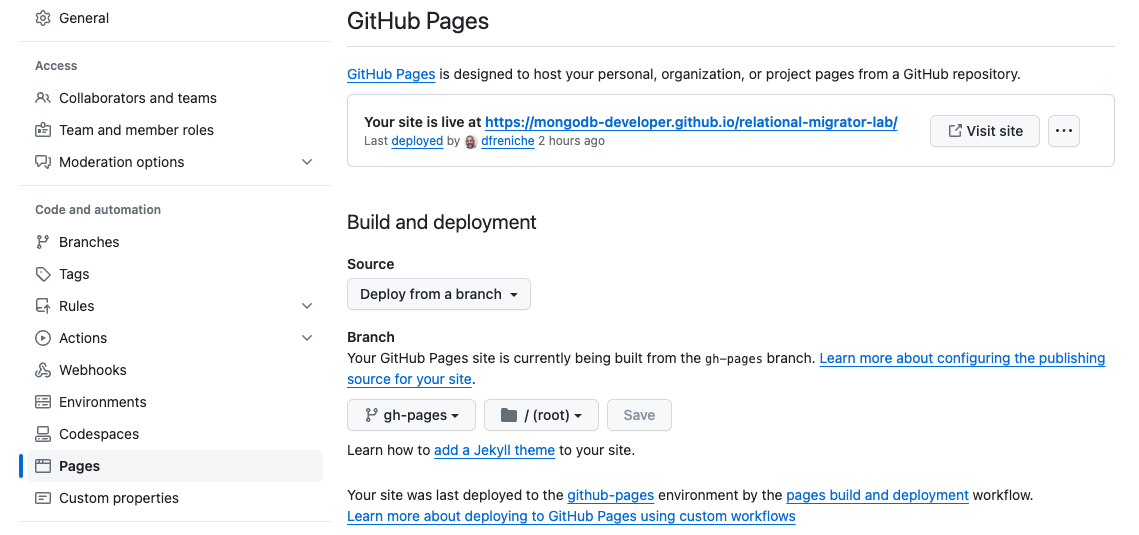 General
Access
Collaborators and teams
Team and member roles
Moderation options
Code and automation
Branches
Tags
Rules
Actions
Webhooks
Environments
Codespaces
Pages
Custom properties
GitHub Pages
GitHub Pages is designed to host your personal, organization, or project pages from a GitHub repository.
Your site is live at https://mongodb-developer.github.io/relational-migrator-lab/
Last deployed by dfreniche 2 hours ago
Visit site
Build and deployment
Source
Deploy from a branch
Branch
Your GitHub Pages site is currently being built from the gh-pages branch. Learn more about configuring the publishing
source for your site.
gh-pages / (root) Save
Learn how to add a Jekyll theme to your site.
Your site was last deployed to the github-pages environment by the pages build and deployment workflow.
Learn more about deploying to GitHub Pages using custom workflows